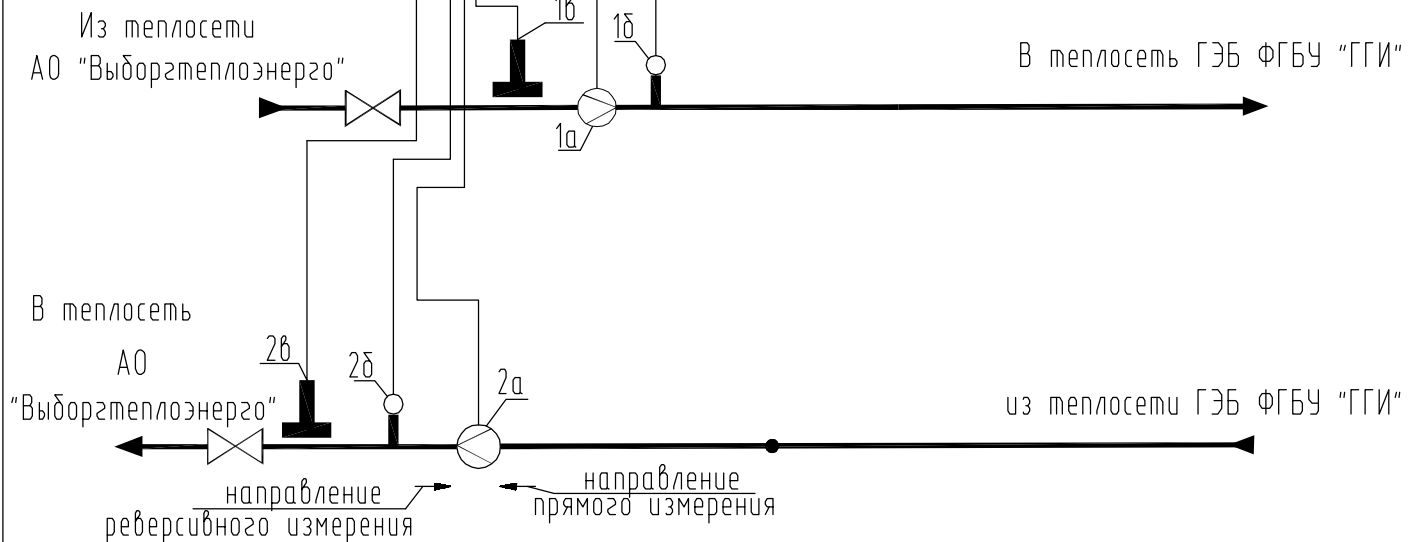 Из теплосети
АО "Выборгтеплоэнерго"
1в
1б
В теплосеть ГЭБ ФГБУ "ГГИ"
1а
В теплосеть
АО
"Выборгтеплоэнерго"
2в
2б
2а
из теплосети ГЭБ ФГБУ "ГГИ"
направление
реверсивного измерения
направление
прямого измерения